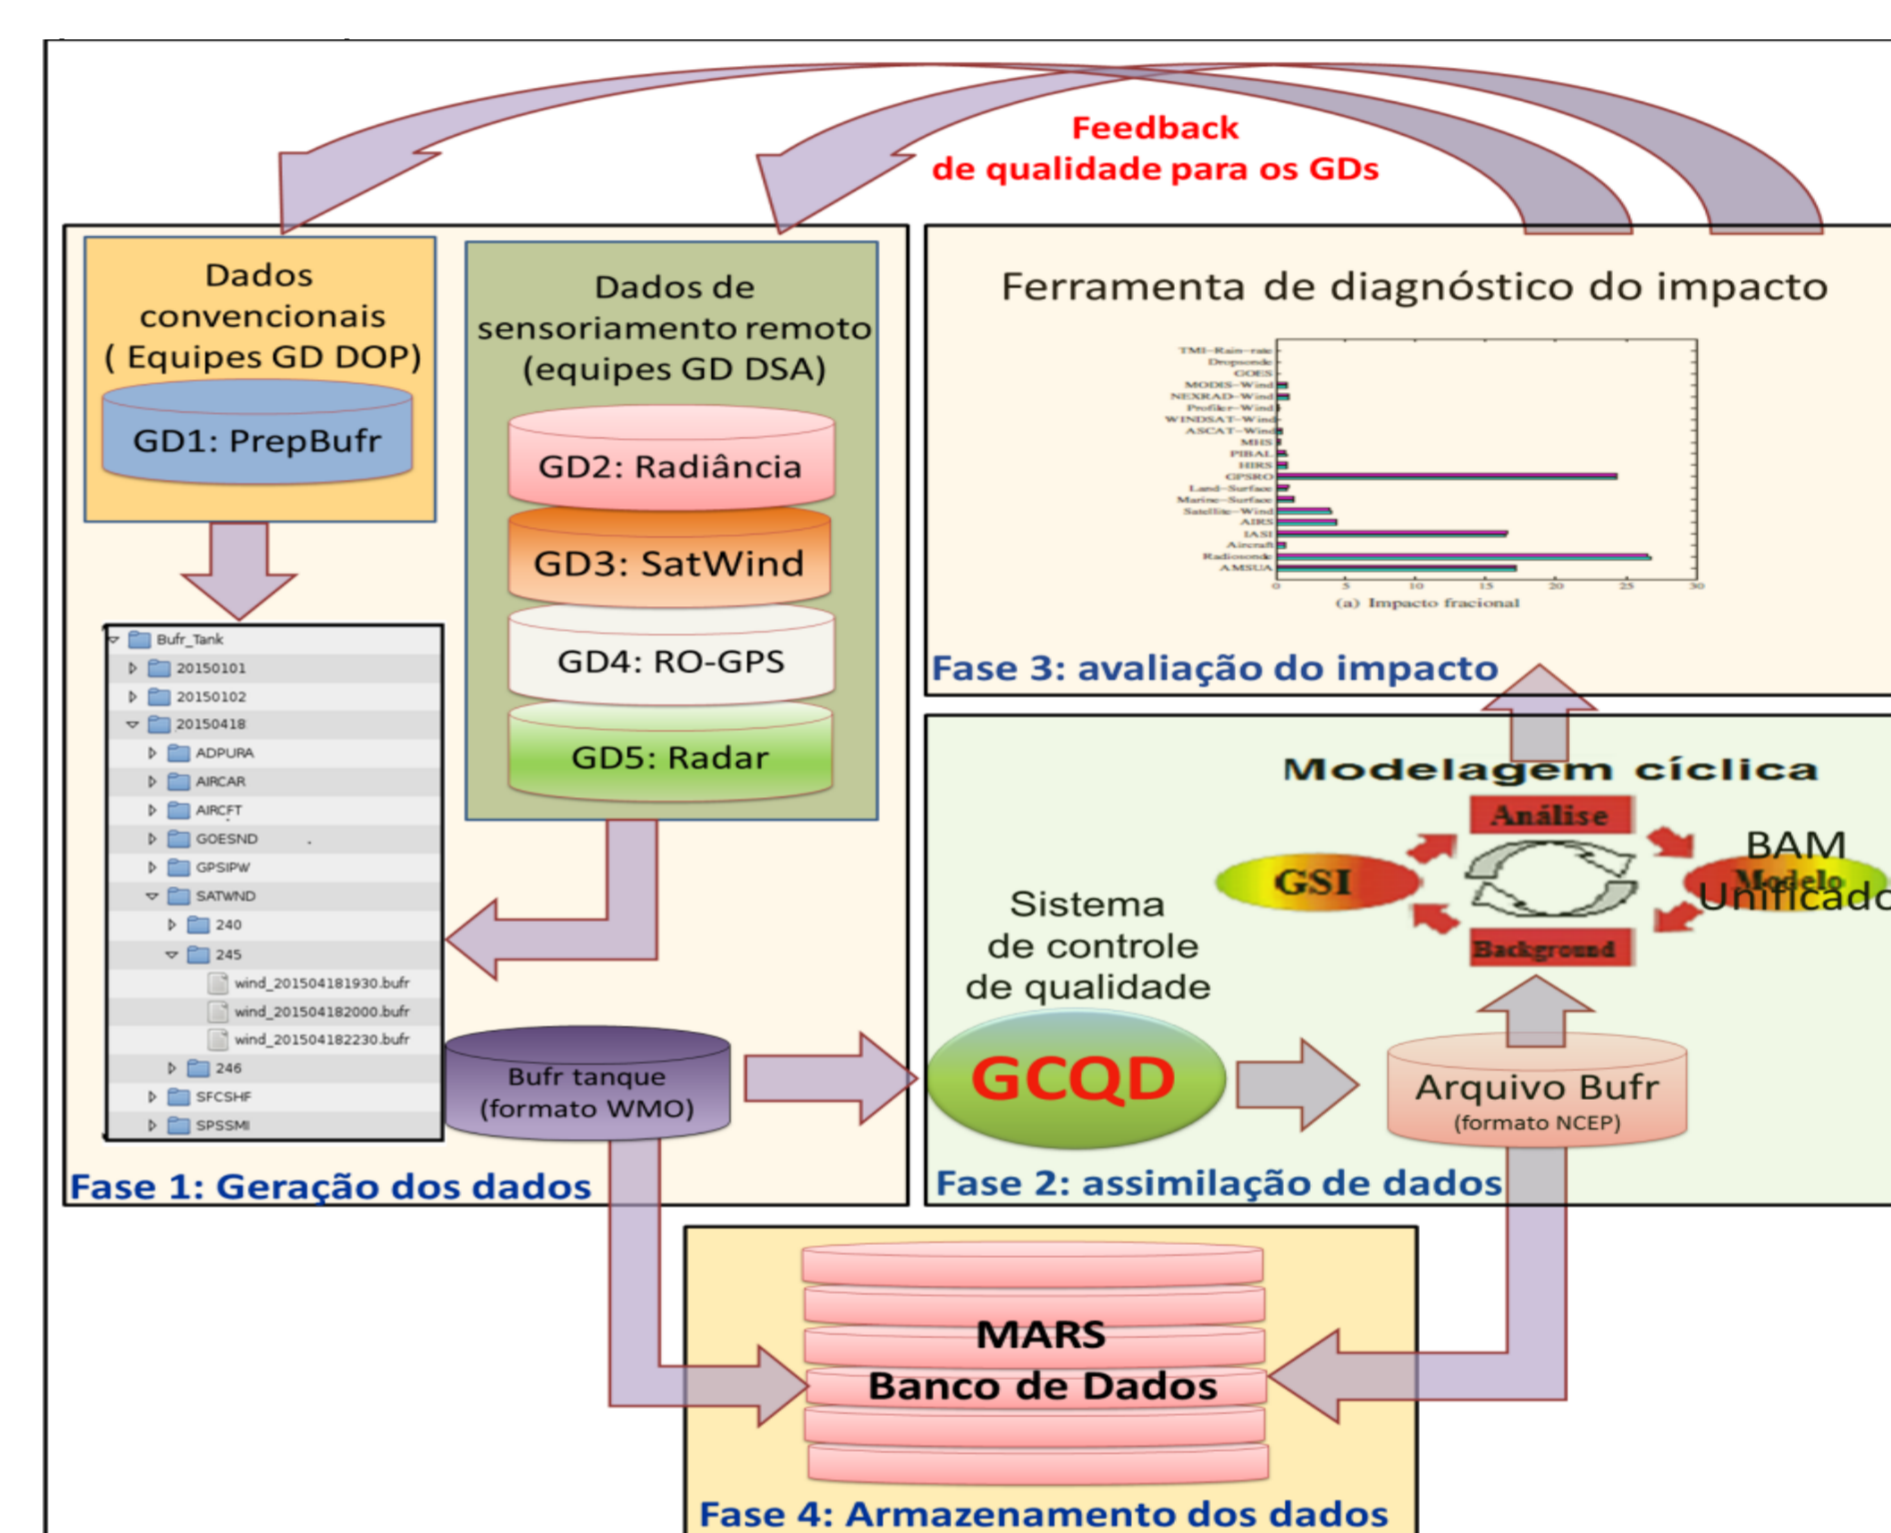 Feedback
de qualidade para os GDs
Dados
convencionais
( Equipes GD DOP)
GD1: PrepBufr
Dados de
sensoriamento remoto
(equipes GD DSA)
GD2: Radiância
GD3: SatWind
GD4: RO-GPS
GD5: Radar
Bufr_Tank
20150101
20150102
20150418
ADPURA
AIRCAR
AIRCFT
GOESND
GPSIPW
SATWND
240
245
wind_201504181930.bufr
wind_201504182000.bufr
wind_201504182230.bufr
246
SFCSHF
SPSSMI
Bufr tanque
(formato WMO)
Fase 1: Geração dos dados
Ferramenta de diagnóstico do impacto
TMI-Rain-rate
Dropsonde
GOES
MODIS-Wind
NEXRAD-Wind
Profiler-Wind
WINDSAT-Wind
ASCAT-Wind
MHS
PIBAL
HIRS
GPSRO
Land-Surface
Marine-Surface
Satellite-Wind
AIRS
IASI
Aircraft
Radiosonde
AMSUA
0 5 10 15 20 25 30
(a) Impacto fracional
Fase 3: avaliação do impacto
Modelagem cíclica
Análise
GSI
BAM
Modelo
Unificado
Background
Sistema
de controle
de qualidade
GCQD
Arquivo Bufr
(formato NCEP)
Fase 2: assimilação de dados
MARS
Banco de Dados
Fase 4: Armazenamento dos dados